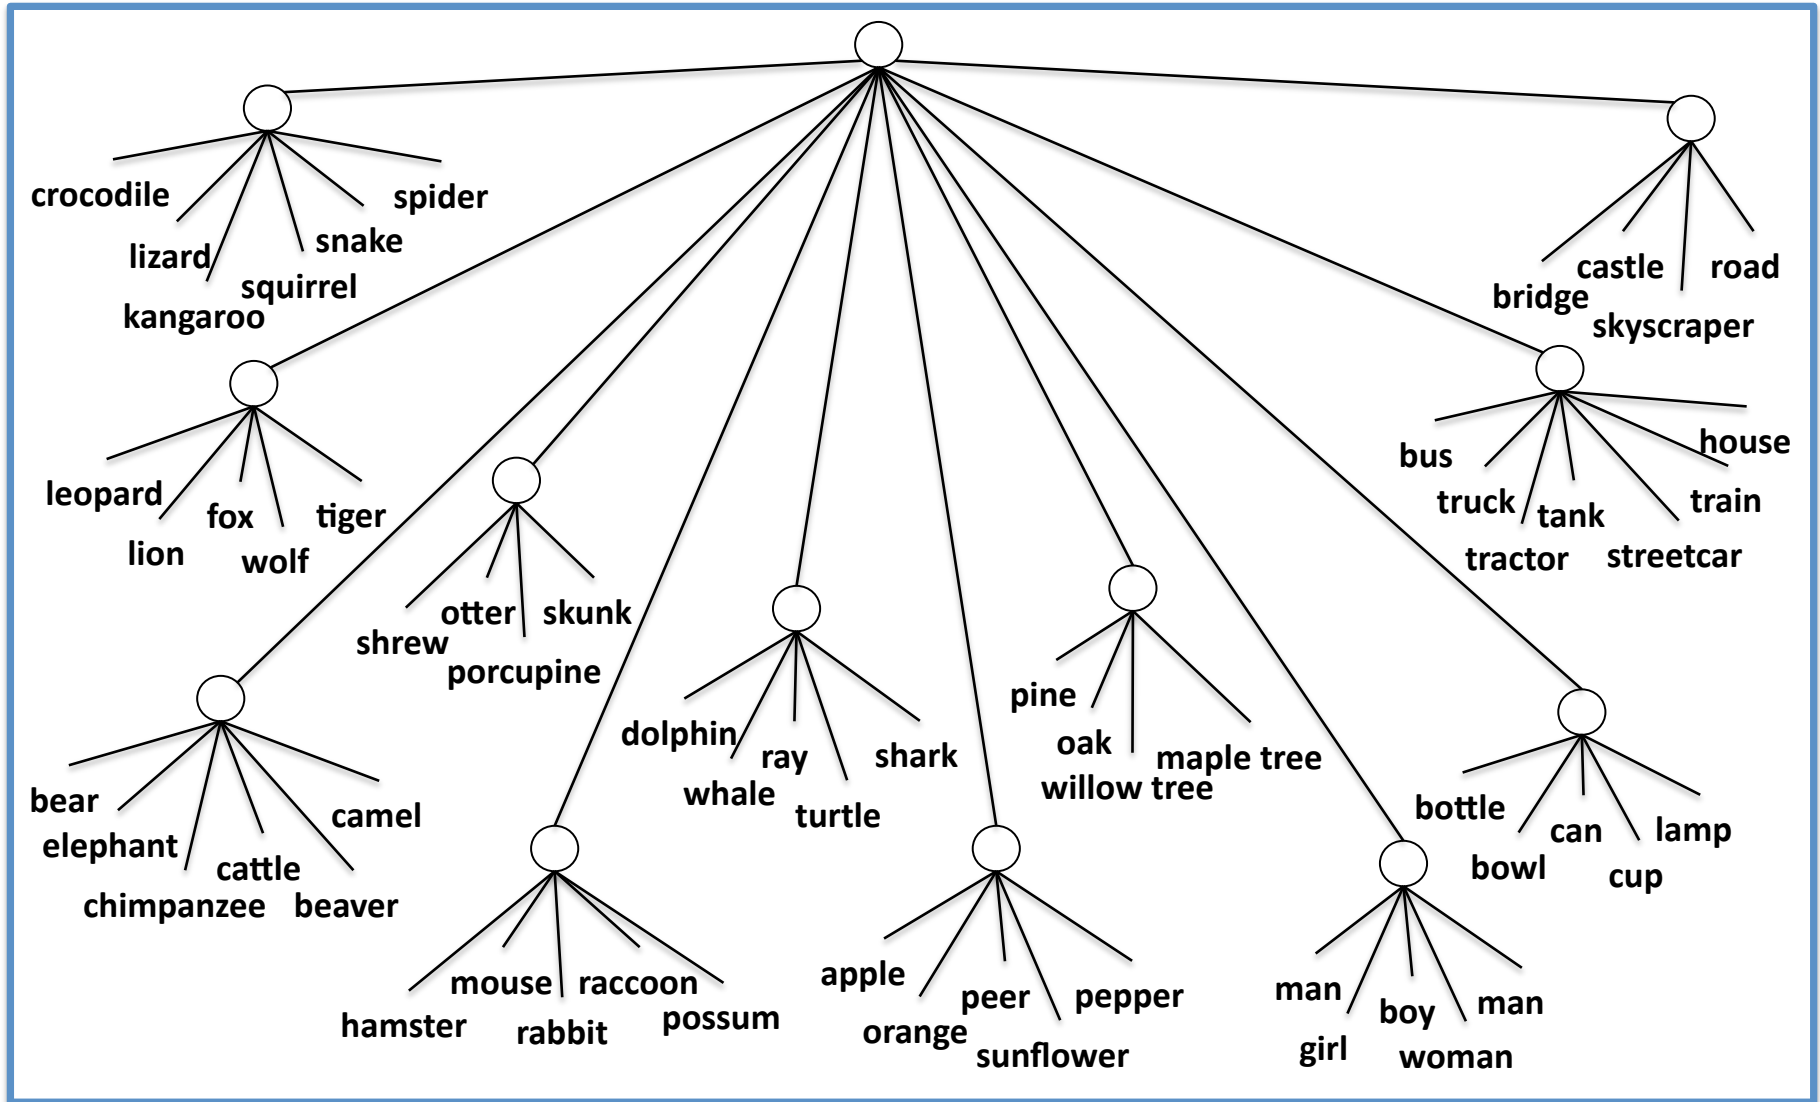 crocodile
lizard
kangaroo
squirrel
snake
spider
leopard
lion
fox
wolf
tiger
bear
elephant
chimpanzee
cattle
beaver
camel
shrew
otter
porcupine
skunk
hamster
mouse
rabbit
raccoon
possum
dolphin
whale
ray
turtle
shark
apple
orange
peer
sunflower
pepper
pine
oak
willow tree
maple tree
man
girl
boy
woman
man
bottle
bowl
can
cup
lamp
bus
truck
tractor
tank
streetcar
train
house
bridge
castle
skyscraper
road